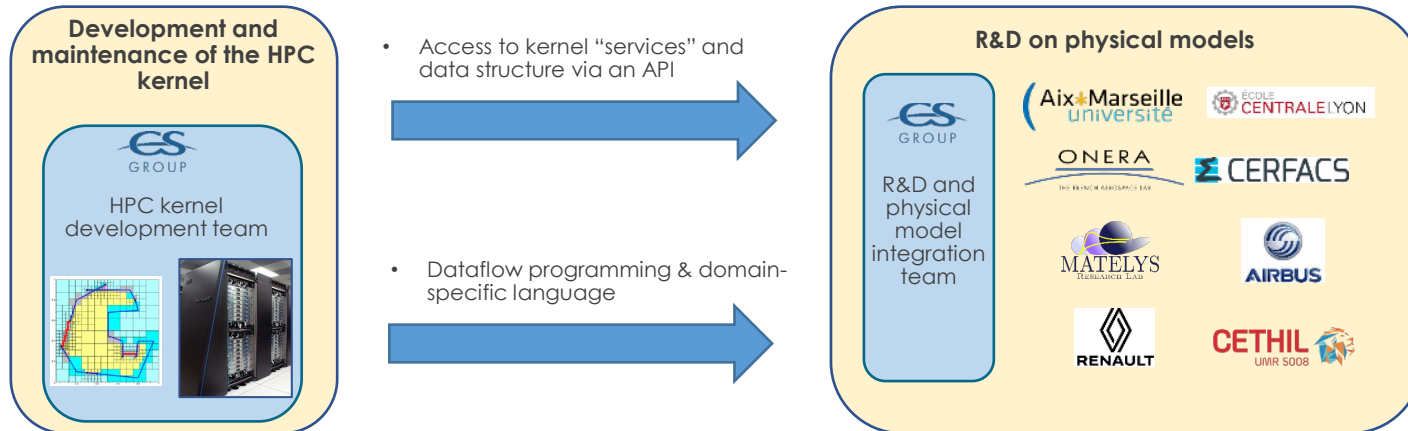 Development and
maintenance of the HPC
kernel
CS
GROUP
HPC kernel
development team
• Access to kernel “services” and
data structure via an API
• Dataflow programming & domain-
specific language
R&D on physical models
CS
GROUP
R&D and
physical
model
integration
team
Aix*Marseille
université
ÉCOLE
CENTRALELYON
ONERA
THE FRENCH AEROSPACE LAB
CERFACS
MATELYS
RESEARCH LAB
AIRBUS
RENAULT
CETHIL
UMR 5008